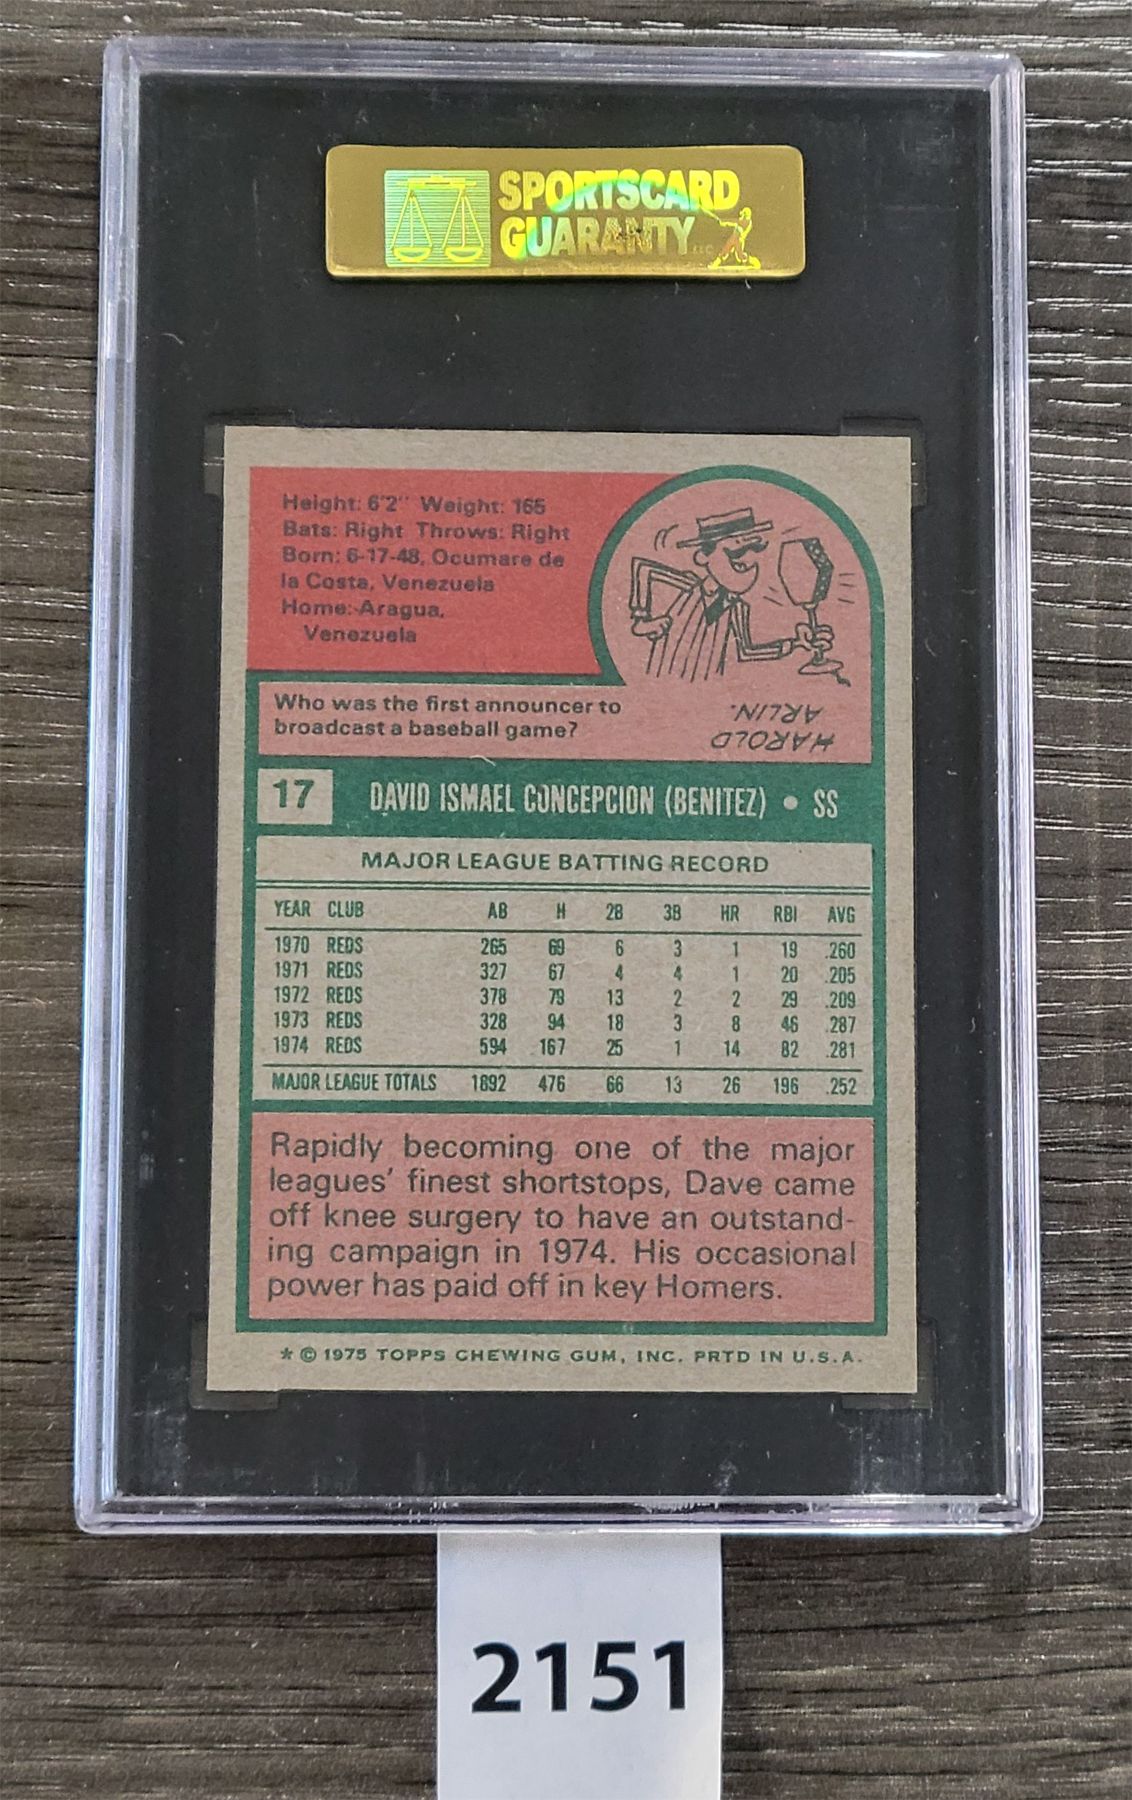 SPORTSCARD
GUARANTY LLC
Height: 6'2" Weight: 165
Bats: Right Throws: Right
Born: 6-17-48, Ocumare de
la Costa, Venezuela
Home: Aragua,
Venezuela
Who was the first announcer to
broadcast a baseball game?
HAROLD
ARLIN.
17 DAVID ISMAEL CONCEPCION (BENITEZ) • SS
MAJOR LEAGUE BATTING RECORD
YEAR CLUB AB H 2B 3B HR RBI AVG
1970 REDS 265 69 6 3 1 19 .260
1971 REDS 327 67 4 4 1 20 .205
1972 REDS 378 79 13 2 2 29 .209
1973 REDS 328 94 18 3 8 46 .287
1974 REDS 594 167 25 1 14 82 .281
MAJOR LEAGUE TOTALS 1892 476 66 13 26 196 .252
Rapidly becoming one of the major
leagues' finest shortstops, Dave came
off knee surgery to have an outstand-
ing campaign in 1974. His occasional
power has paid off in key Homers.
* © 1975 TOPPS CHEWING GUM, INC. PRTD IN U.S.A.
2151